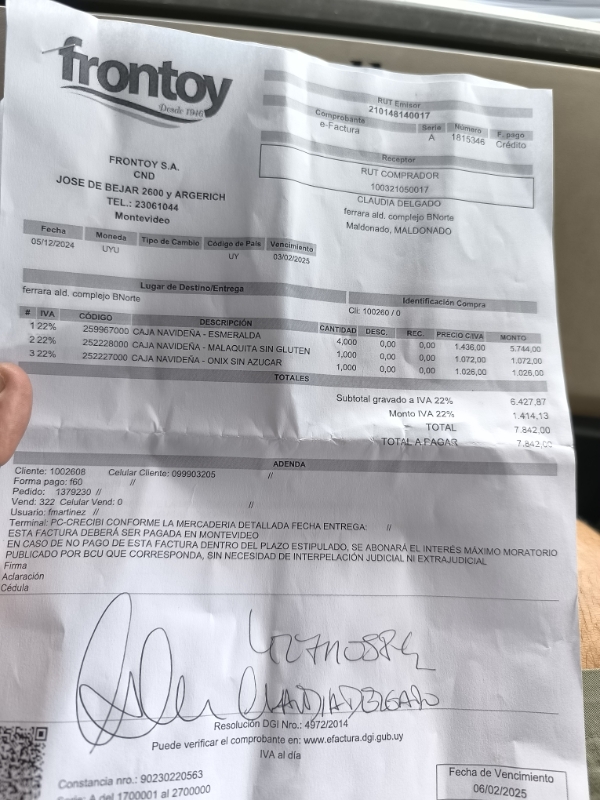 frontoy
Desde 1946
FRONTOY S.A.
CND
JOSE DE BEJAR 2600 y ARGERICH
TEL.: 23061044
Montevideo
RUT Emisor
210148140017
Comprobante Serie Número F. pago
e-Factura A 1815346 Crédito
Receptor
RUT COMPRADOR
100321050017
CLAUDIA DELGADO
ferrara ald. complejo BNorte
Maldonado, MALDONADO
Fecha Moneda Tipo de Cambio Código de País Vencimiento
05/12/2024 UYU UY 03/02/2025
Lugar de Destino/Entrega Identificación Compra
ferrara ald. complejo BNorte Cli: 100260 / 0
# IVA CÓDIGO DESCRIPCIÓN CANTIDAD DESC. REC. PRECIO C/IVA MONTO
1 22% 259967000 CAJA NAVIDEÑA - ESMERALDA 4,000 0,00 0,00 1.436,00 5.744,00
2 22% 252228000 CAJA NAVIDEÑA - MALAQUITA SIN GLUTEN 1,000 0,00 0,00 1.072,00 1.072,00
3 22% 252227000 CAJA NAVIDEÑA - ONIX SIN AZUCAR 1,000 0,00 0,00 1.026,00 1.026,00
TOTALES
Subtotal gravado a IVA 22% 6.427,87
Monto IVA 22% 1.414,13
TOTAL 7.842,00
TOTAL A PAGAR 7.842,00
ADENDA
Cliente: 1002608 Celular Cliente: 099903205 //
Forma pago: f60 //
Pedido: 1379230 //
Vend: 322 Celular Vend: 0 //
Usuario: fmartinez //
Terminal: PC-CRECIBI CONFORME LA MERCADERIA DETALLADA FECHA ENTREGA: //
ESTA FACTURA DEBERÁ SER PAGADA EN MONTEVIDEO
EN CASO DE NO PAGO DE ESTA FACTURA DENTRO DEL PLAZO ESTIPULADO, SE ABONARÁ EL INTERÉS MÁXIMO MORATORIO
PUBLICADO POR BCU QUE CORRESPONDA, SIN NECESIDAD DE INTERPELACIÓN JUDICIAL NI EXTRAJUDICIAL
Firma
Aclaración
Cédula
CLAUDIA DELGADO
Resolución DGI Nro.: 4972/2014
Puede verificar el comprobante en: www.efactura.dgi.gub.uy
IVA al día
Constancia nro.: 90230220563
Serie: A del 1700001 al 2700000
Fecha de Vencimiento
06/02/2025